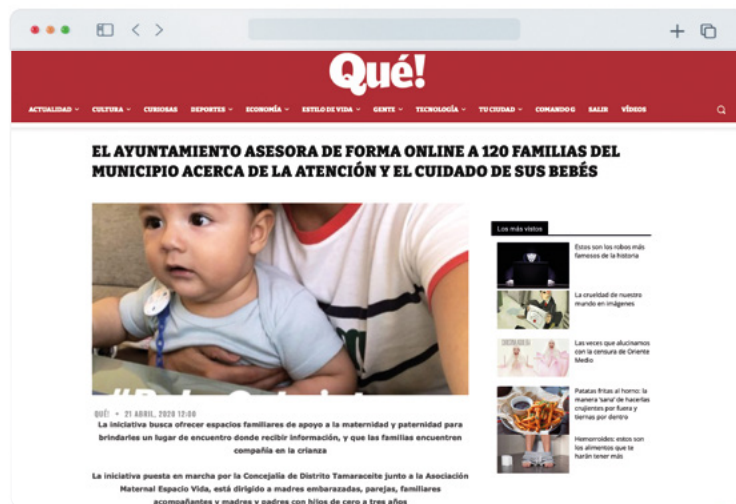 Qué!
ACTUALIDAD CULTURA CURIOSAS DEPORTES ECONOMÍA ESTILO DE VIDA GENTE TECNOLOGÍA TU CIUDAD COMANDO G SALIR VÍDEOS
EL AYUNTAMIENTO ASESORA DE FORMA ONLINE A 120 FAMILIAS DEL
MUNICIPIO ACERCA DE LA ATENCIÓN Y EL CUIDADO DE SUS BEBÉS
QUÉ! • 21 ABRIL, 2020 12:00
La iniciativa busca ofrecer espacios familiares de apoyo a la maternidad y paternidad para
brindarles un lugar de encuentro donde recibir información, y que las familias encuentren
compañía en la crianza
La iniciativa puesta en marcha por la Concejalía de Distrito Tamaraceite junto a la Asociación
Maternal Espacio Vida, está dirigido a madres embarazadas, parejas, familiares
acompañantes y madres y padres con hijos de cero a tres años
Los más vistos
Estos son los robos más
famosos de la historia
La crueldad de nuestro
mundo en imágenes
Las veces que alucinamos
con la censura de Oriente
Medio
Patatas fritas al horno: la
manera 'sana' de hacerlas
crujientes por fuera y
tiernas por dentro
Hemorroides: estos son
los alimentos que te
harán tener más